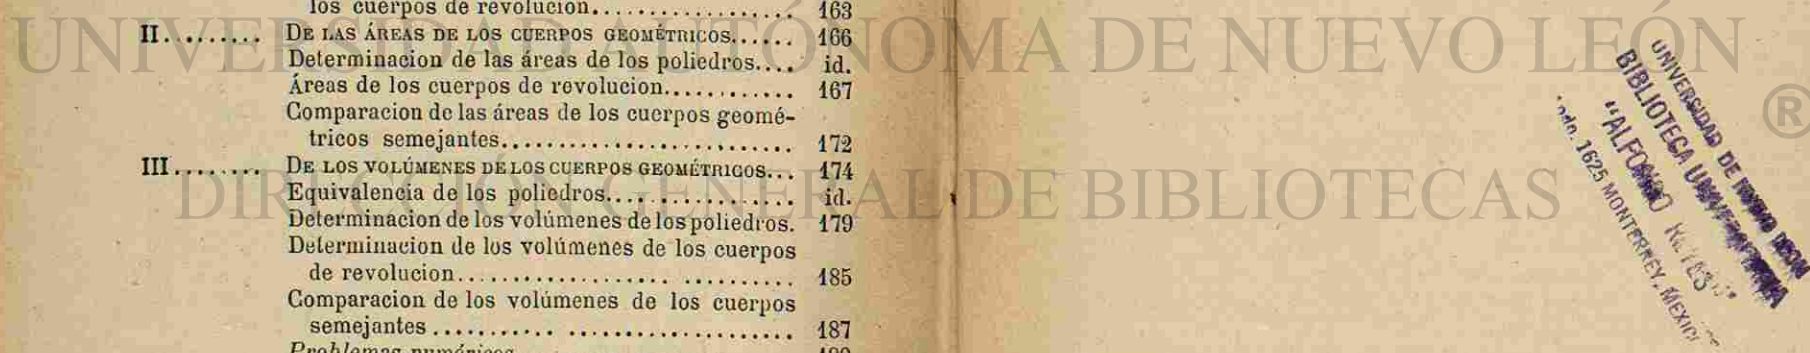 los cuerpos de revolucion.................. 163
II......... DE LAS ÁREAS DE LOS CUERPOS GEOMÉTRICOS...... 166
Determinacion de las áreas de los poliedros.... id.
Áreas de los cuerpos de revolucion............ 167
Comparacion de las áreas de los cuerpos geomé-
tricos semejantes.......................... 172
III........ DE LOS VOLÚMENES DE LOS CUERPOS GEOMÉTRICOS... 174
Equivalencia de los poliedros................. id.
Determinacion de los volúmenes de los poliedros. 179
Determinacion de los volúmenes de los cuerpos
de revolucion.............................. 185
Comparacion de los volúmenes de los cuerpos
semejantes ................................ 187
Problemas numéricos
UNIVERSIDAD AUTÓNOMA DE NUEVO LEÓN
®
DIRECCIÓN GENERAL DE BIBLIOTECAS
UNIVERSIDAD DE NUEVO LEON
BIBLIOTECA UNIVERSITARIA
"ALFONSO REYES"
1625 MONTERREY, MEXICO